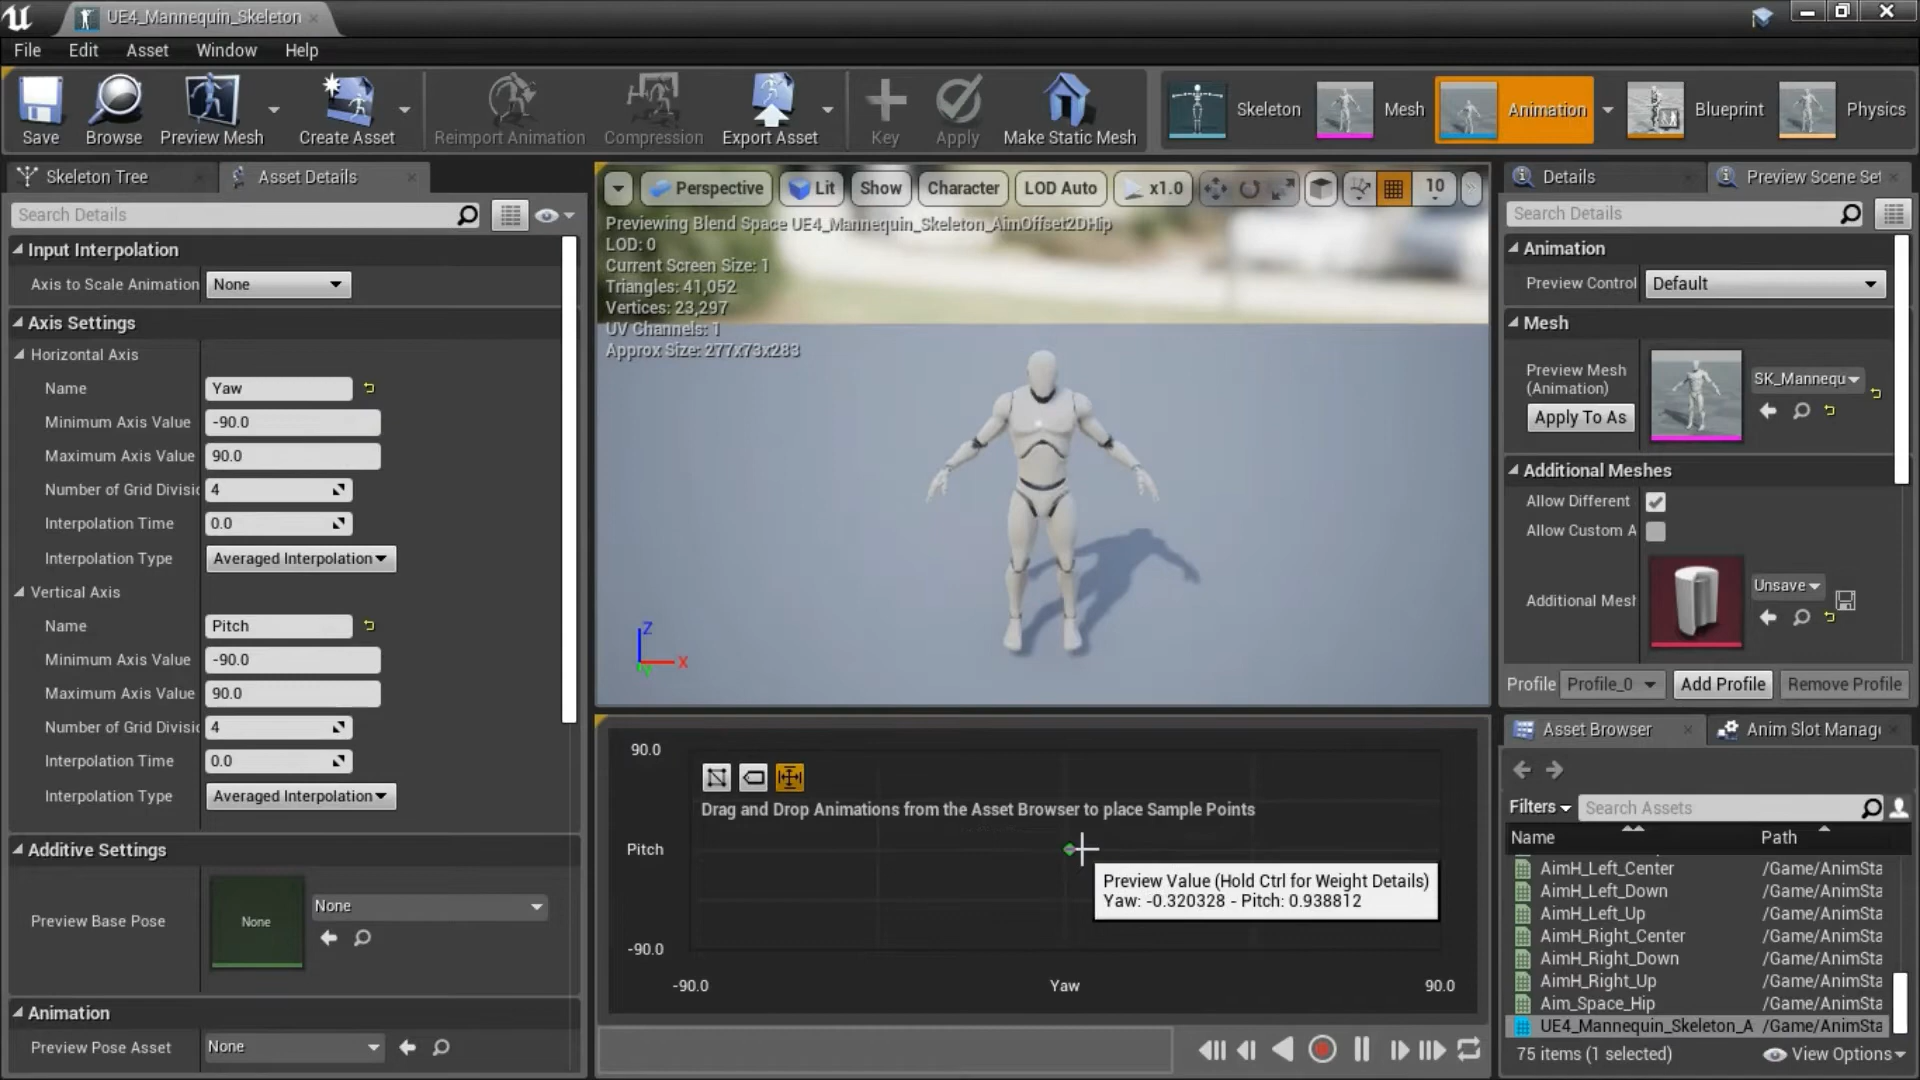 UE4_Mannequin_Skeleton
File Edit Asset Window Help
Save Browse Preview Mesh Create Asset Reimport Animation Compression Export Asset Key Apply Make Static Mesh Skeleton Mesh Animation Blueprint Physics
Skeleton Tree Asset Details
Search Details
Input Interpolation
Axis to Scale Animation None
Axis Settings
Horizontal Axis
Name Yaw
Minimum Axis Value -90.0
Maximum Axis Value 90.0
Number of Grid Divisi 4
Interpolation Time 0.0
Interpolation Type Averaged Interpolation
Vertical Axis
Name Pitch
Minimum Axis Value -90.0
Maximum Axis Value 90.0
Number of Grid Divisi 4
Interpolation Time 0.0
Interpolation Type Averaged Interpolation
Additive Settings
Preview Base Pose None None
Animation
Preview Pose Asset None
Perspective Lit Show Character LOD Auto x1.0 10
Previewing Blend Space UE4_Mannequin_Skeleton_AimOffset2DHip
LOD: 0
Current Screen Size: 1
Triangles: 41,052
Vertices: 23,297
UV Channels: 1
Approx Size: 277x73x283
Z
X
90.0
Drag and Drop Animations from the Asset Browser to place Sample Points
Pitch
Preview Value (Hold Ctrl for Weight Details)
Yaw: -0.320328 - Pitch: 0.938812
-90.0
-90.0 Yaw 90.0
Details Preview Scene Set
Search Details
Animation
Preview Control Default
Mesh
Preview Mesh
(Animation)
SK_Mannequ
Apply To As
Additional Meshes
Allow Different
Allow Custom A
Additional Mesh Unsave
Profile Profile_0 Add Profile Remove Profile
Asset Browser Anim Slot Manag
Filters Search Assets
Name Path
AimH_Left_Center /Game/AnimSta
AimH_Left_Down /Game/AnimSta
AimH_Left_Up /Game/AnimSta
AimH_Right_Center /Game/AnimSta
AimH_Right_Down /Game/AnimSta
AimH_Right_Up /Game/AnimSta
Aim_Space_Hip /Game/AnimSta
UE4_Mannequin_Skeleton_A /Game/AnimSta
75 items (1 selected) View Options